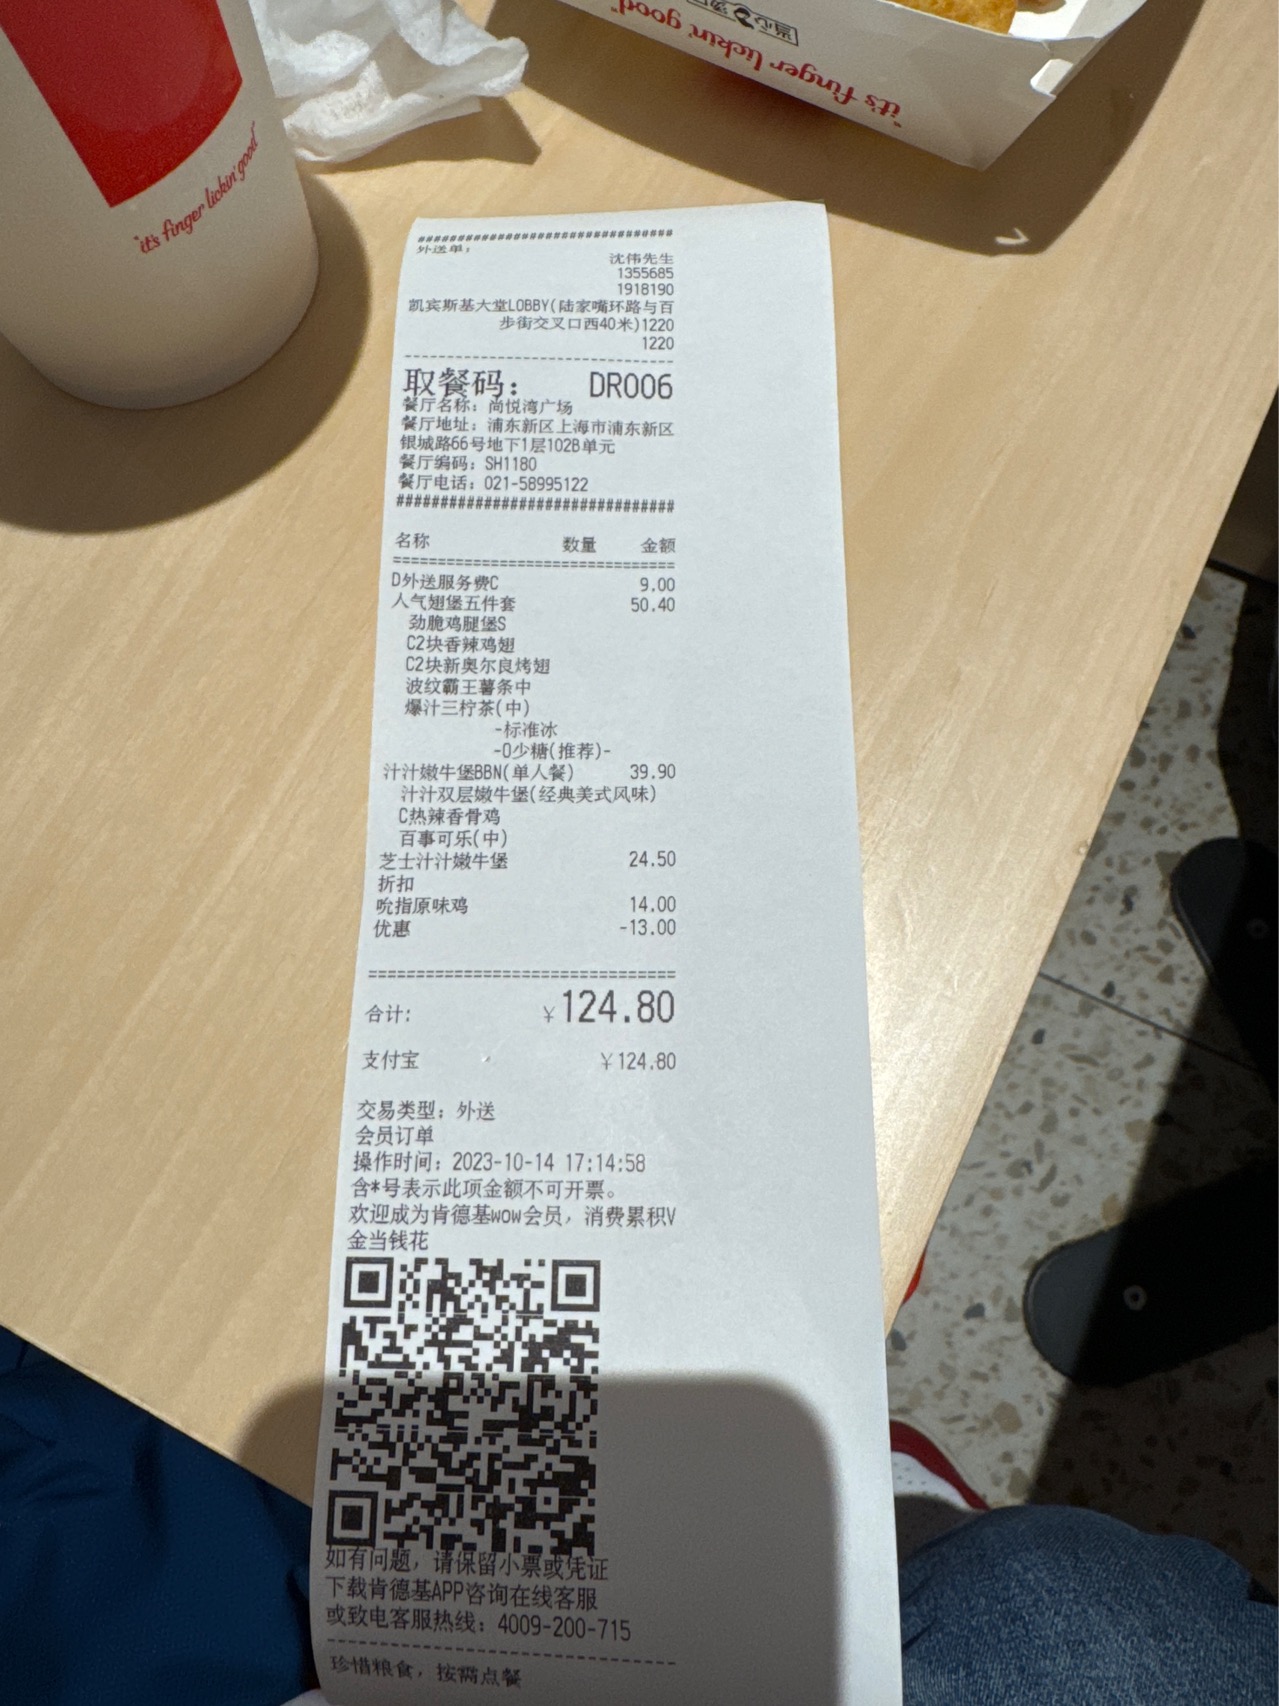 "it's finger lickin' good"
当心烫口
"it's finger lickin' good"
################################
外送单:
沈伟先生
1355685
1918190
凯宾斯基大堂LOBBY(陆家嘴环路与百
步街交叉口西40米)1220
1220
--------------------------------
取餐码: DR006
餐厅名称: 尚悦湾广场
餐厅地址: 浦东新区上海市浦东新区
银城路66号地下1层102B单元
餐厅编码: SH1180
餐厅电话: 021-58995122
################################
名称 数量 金额
================================
D外送服务费C 9.00
人气翅堡五件套 50.40
劲脆鸡腿堡S
C2块香辣鸡翅
C2块新奥尔良烤翅
波纹霸王薯条中
爆汁三柠茶(中)
-标准冰
-0少糖(推荐)-
汁汁嫩牛堡BBN(单人餐) 39.90
汁汁双层嫩牛堡(经典美式风味)
C热辣香骨鸡
百事可乐(中)
芝士汁汁嫩牛堡 24.50
折扣
吮指原味鸡 14.00
优惠 -13.00
================================
合计: ¥124.80
支付宝 ¥124.80
交易类型: 外送
会员订单
操作时间: 2023-10-14 17:14:58
含*号表示此项金额不可开票。
欢迎成为肯德基wow会员, 消费累积V
金当钱花
如有问题, 请保留小票或凭证
下载肯德基APP咨询在线客服
或致电客服热线: 4009-200-715
--------------------------------
珍惜粮食, 按需点餐